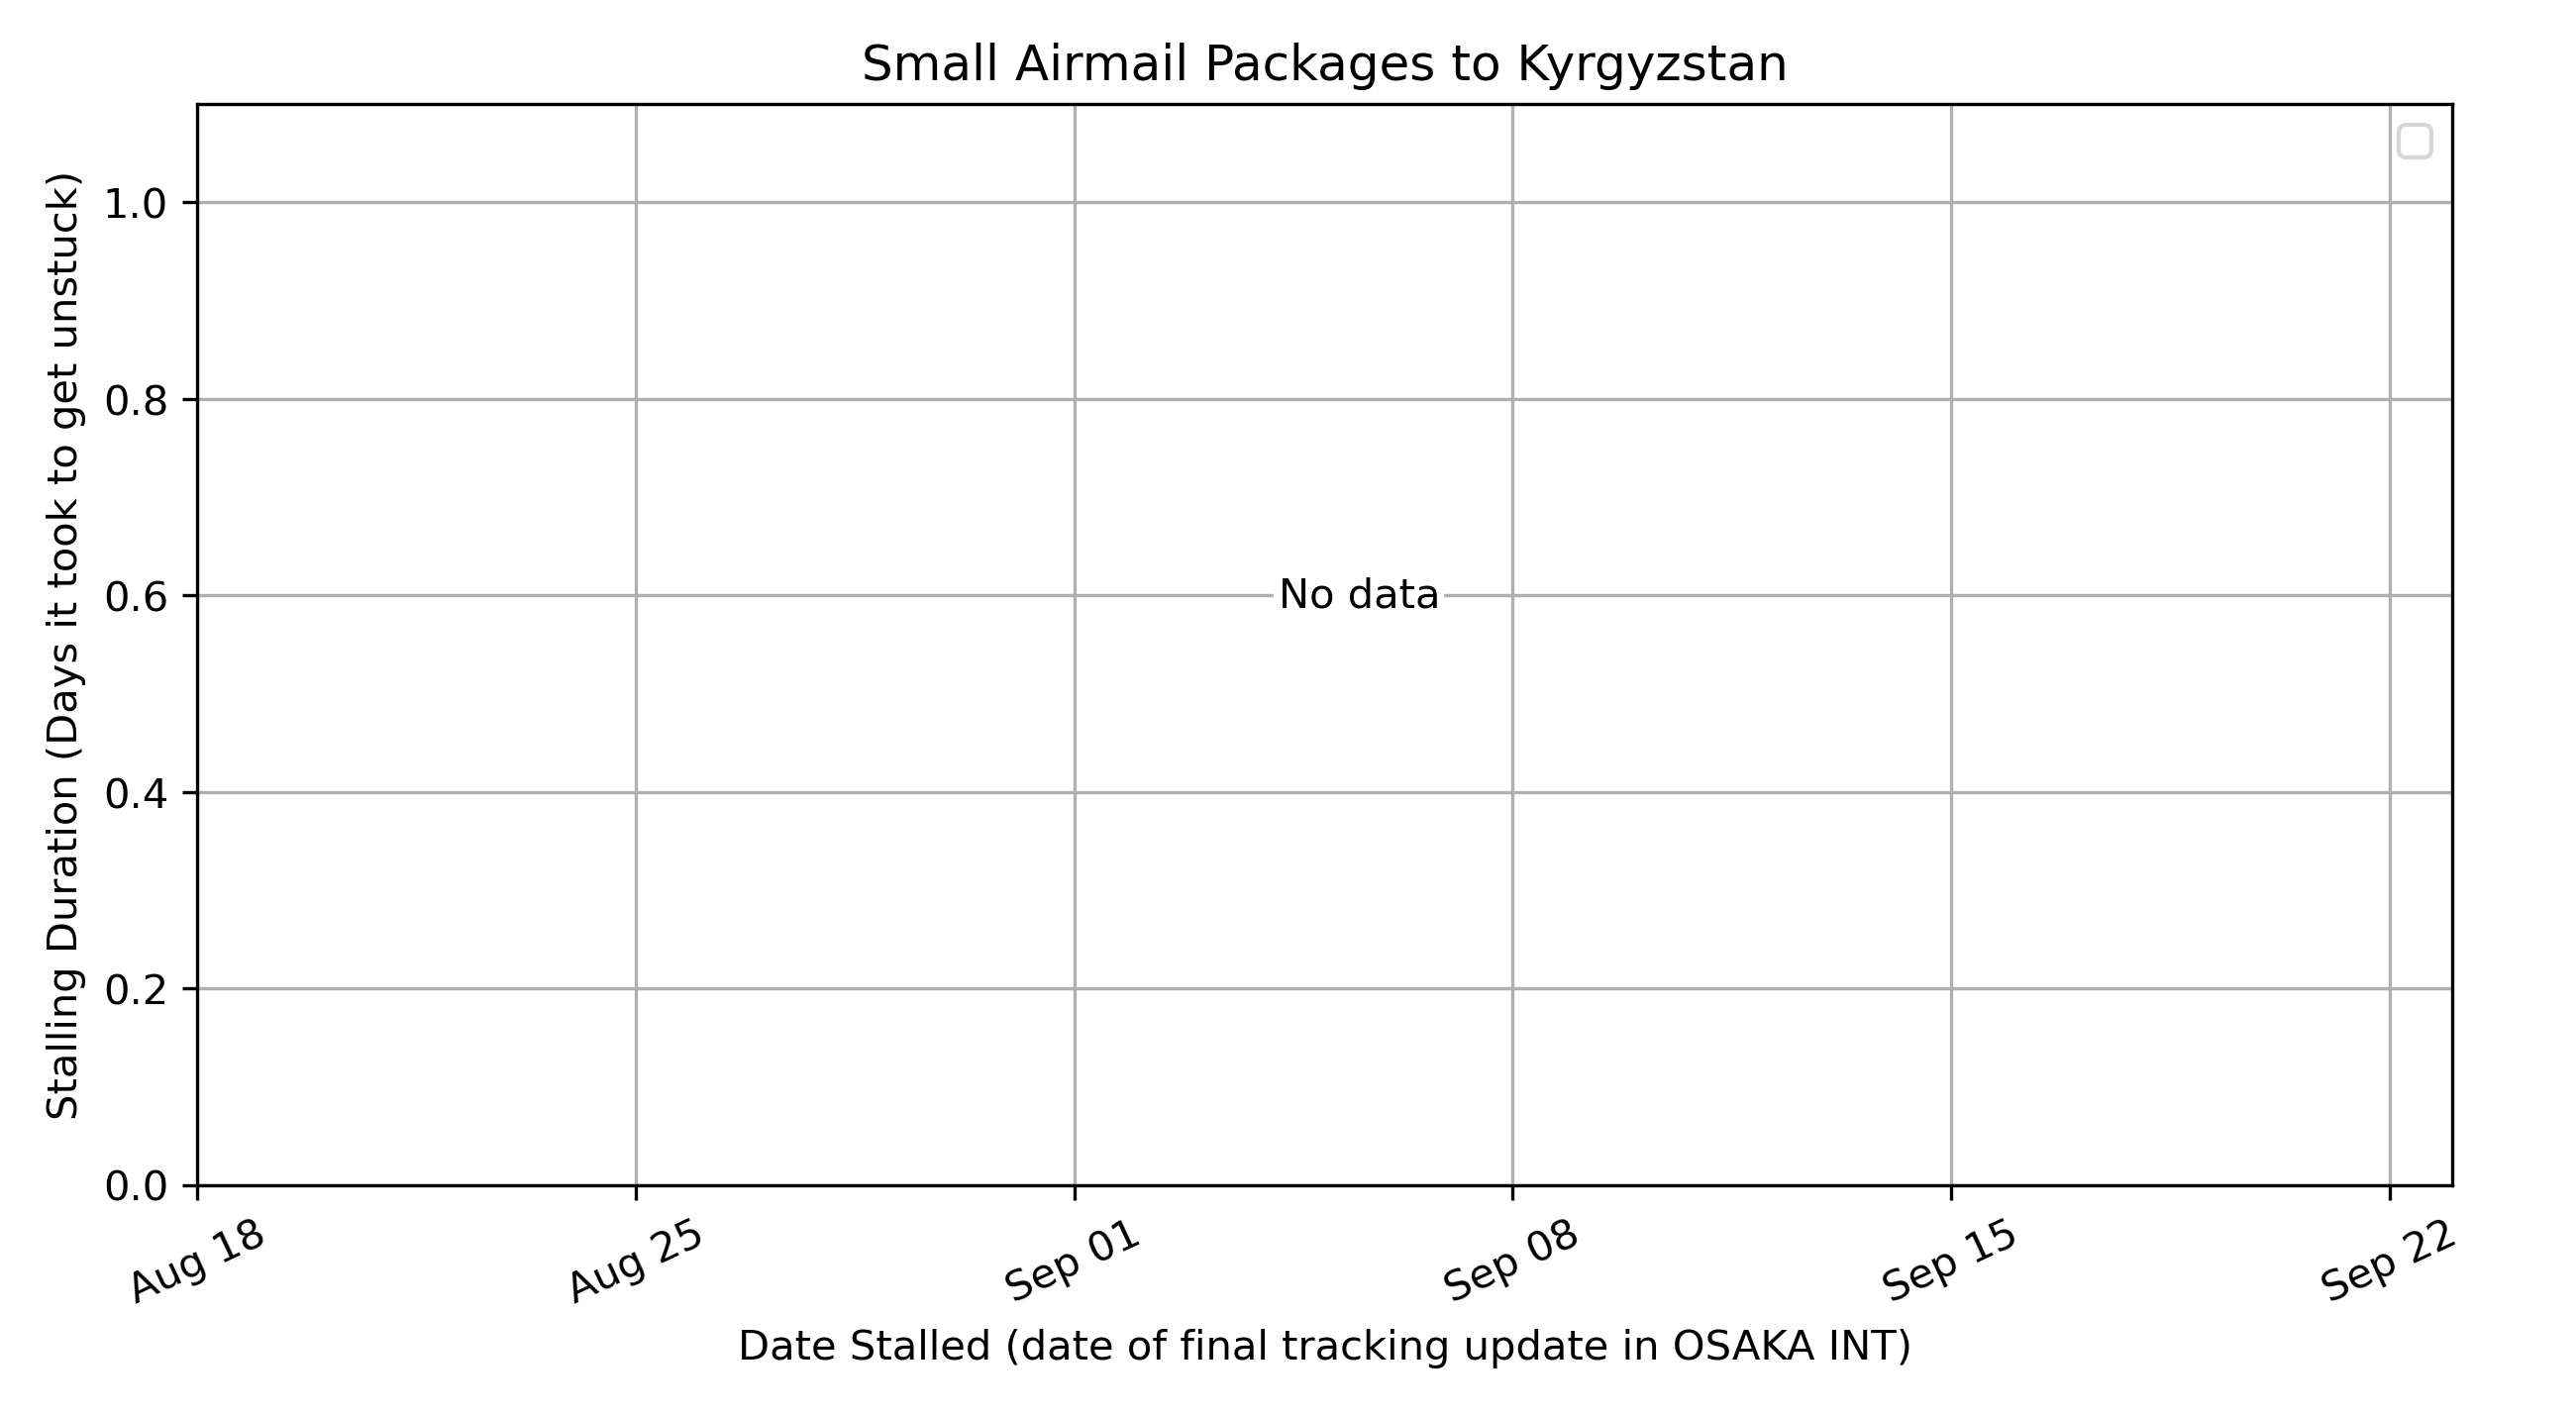 Small Airmail Packages to Kyrgyzstan
Stalling Duration (Days it took to get unstuck)
1.0
0.8
0.6
0.4
0.2
0.0
No data
Aug 18
Aug 25
Sep 01
Sep 08
Sep 15
Sep 22
Date Stalled (date of final tracking update in OSAKA INT)